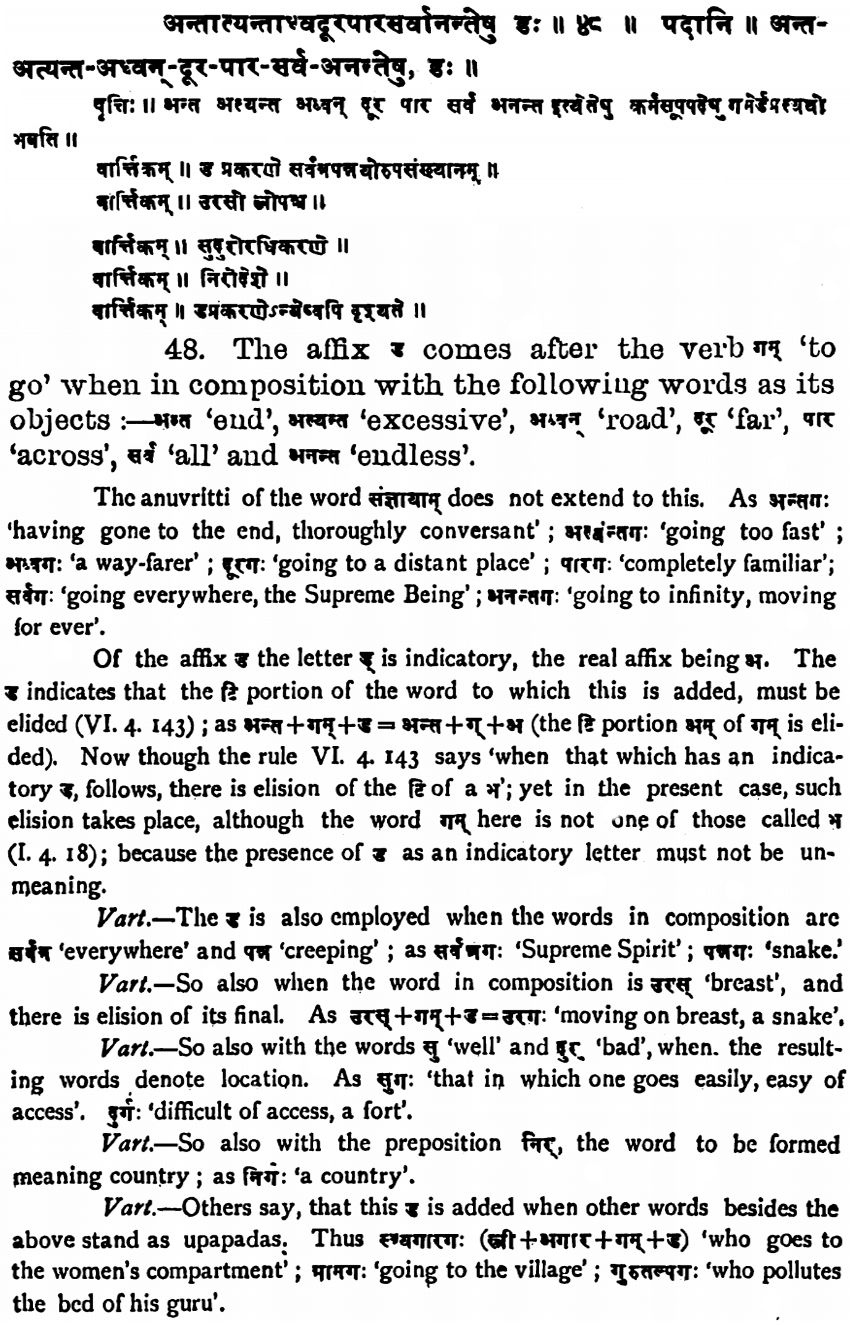 अन्तात्यन्ताध्वदूरपारसर्वानन्तेषु डः ॥ ४८ ॥ पदानि ॥ अन्त-
अत्यन्त-अध्वन्-दूर-पार-सर्व-अनन्तेषु, डः ॥
वृत्तिः ॥ अन्त अत्यन्त अध्वन् दूर पार सर्व अनन्त इत्येतेषु कर्मसूपपदेषु गमेर्डप्रत्ययो
भवति ॥
वार्त्तिकम् ॥ ड प्रकरणे सर्वत्रपन्नयोरुपसंख्यानम् ॥
वार्त्तिकम् ॥ उरसो लोपश्च ॥
वार्त्तिकम् ॥ सुदुरोरधिकरणे ॥
वार्त्तिकम् ॥ निरोदेशे ॥
वार्त्तिकम् ॥ डप्रकरणेऽन्येष्वपि दृश्यते ॥
48. The affix ड comes after the verb गम् ‘to
go’ when in composition with the following words as its
objects :—अन्त ‘end’, अत्यन्त ‘excessive’, अध्वन् ‘road’, दूर ‘far’, पार
‘across’, सर्व ‘all’ and अनन्त ‘endless’.
The anuvritti of the word संज्ञायाम् does not extend to this. As अन्तगः
‘having gone to the end, thoroughly conversant’ ; अत्यंन्तगः ‘going too fast’ ;
अध्वगः ‘a way-farer’ ; दूरगः ‘going to a distant place’ ; पारगः ‘completely familiar’;
सर्वगः ‘going everywhere, the Supreme Being’ ; अनन्तगः ‘going to infinity, moving
for ever’.
Of the affix ड the letter ड् is indicatory, the real affix being अ. The
ड indicates that the टि portion of the word to which this is added, must be
elided (VI. 4. 143) ; as अन्त+गम्+ड=अन्त+ग्+अ (the टि portion अम् of गम् is eli-
ded). Now though the rule VI. 4. 143 says ‘when that which has an indica-
tory ड्, follows, there is elision of the टि of a भ’; yet in the present case, such
elision takes place, although the word गम् here is not one of those called भ
(I. 4. 18); because the presence of ड as an indicatory letter must not be un-
meaning.
Vart.—The ड is also employed when the words in composition are
सर्वत्र ‘everywhere’ and पन्न ‘creeping’ ; as सर्वत्रगः ‘Supreme Spirit’ ; पन्नगः ‘snake.’
Vart.—So also when the word in composition is उरस् ‘breast’, and
there is elision of its final. As उरस्+गम्+ड=उरगः ‘moving on breast, a snake’.
Vart.—So also with the words सु ‘well’ and दुर् ‘bad’, when. the result-
ing words denote location. As सुगः ‘that in which one goes easily, easy of
access’. दुर्गः ‘difficult of access, a fort’.
Vart.—So also with the preposition निर्, the word to be formed
meaning country ; as निर्गः ‘a country’.
Vart.—Others say, that this ड is added when other words besides the
above stand as upapadas. Thus स्त्र्यगारगः (स्त्री+अगार+गम्+ड) ‘who goes to
the women’s compartment’ ; ग्रामगः ‘going to the village’ ; गुरुतल्पगः ‘who pollutes
the bed of his guru’.